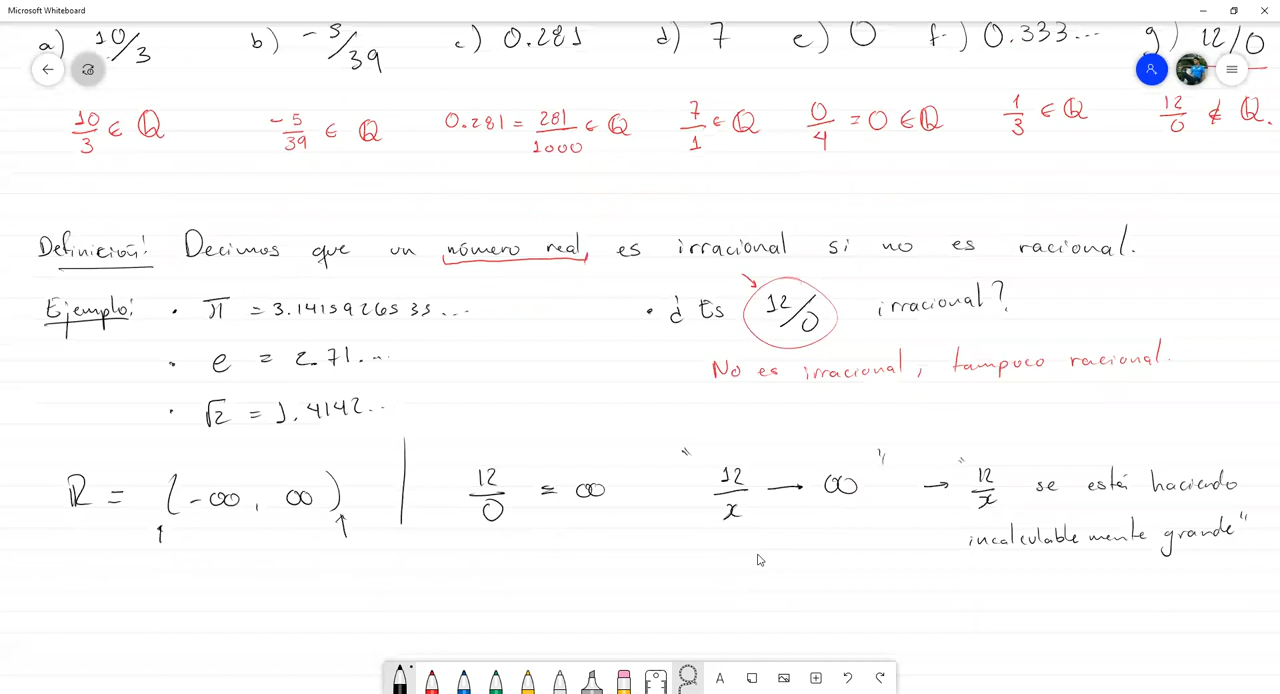 Microsoft Whiteboard
a) 10/3 b) -5/39 c) 0.281 d) 7 e) 0 f) 0.333... g) 12/0
10/3 ∈ ℚ -5/39 ∈ ℚ 0.281 = 281/1000 ∈ ℚ 7/1 ∈ ℚ 0/4 = 0 ∈ ℚ 1/3 ∈ ℚ 12/0 ∉ ℚ.
Definición: Decimos que un número real, es irracional si no es racional.
Ejemplo: • π = 3.1415926535... • ¿Es 12/0 irracional?
• e = 2.71... No es irracional, tampoco racional.
• √2 = 1.4142...
ℝ = (-∞, ∞) | 12/0 = ∞ "12/x → ∞" → "12/x se está haciendo
incalculablemente grande"
A